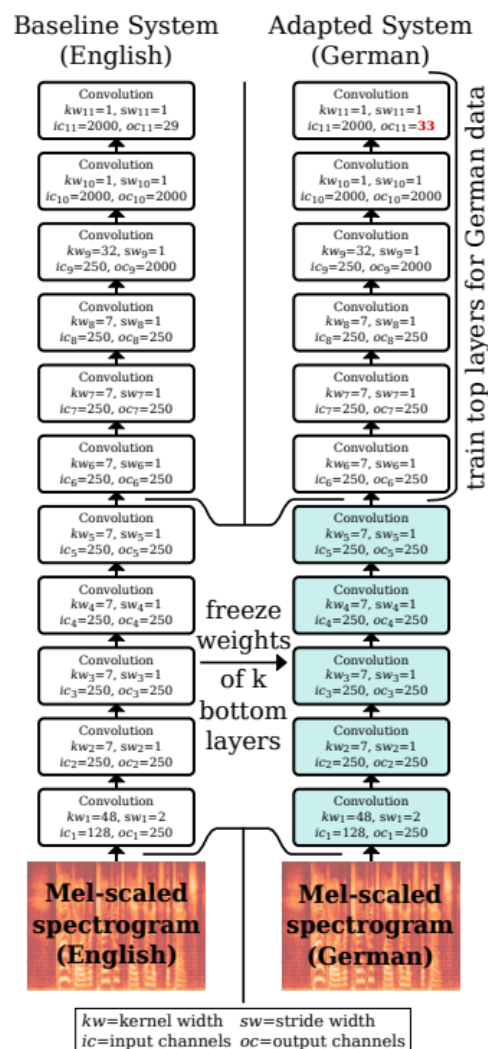 Baseline System
(English)
Convolution
kw₁₁=1, sw₁₁=1
ic₁₁=2000, oc₁₁=29
Convolution
kw₁₀=1, sw₁₀=1
ic₁₀=2000, oc₁₀=2000
Convolution
kw₉=32, sw₉=1
ic₉=250, oc₉=2000
Convolution
kw₈=7, sw₈=1
ic₈=250, oc₈=250
Convolution
kw₇=7, sw₇=1
ic₇=250, oc₇=250
Convolution
kw₆=7, sw₆=1
ic₆=250, oc₆=250
Convolution
kw₅=7, sw₅=1
ic₅=250, oc₅=250
Convolution
kw₄=7, sw₄=1
ic₄=250, oc₄=250
Convolution
kw₃=7, sw₃=1
ic₃=250, oc₃=250
Convolution
kw₂=7, sw₂=1
ic₂=250, oc₂=250
Convolution
kw₁=48, sw₁=2
ic₁=128, oc₁=250
Mel-scaled
spectrogram
(English)
freeze
weights
of k
bottom
layers
Adapted System
(German)
Convolution
kw₁₁=1, sw₁₁=1
ic₁₁=2000, oc₁₁=33
Convolution
kw₁₀=1, sw₁₀=1
ic₁₀=2000, oc₁₀=2000
Convolution
kw₉=32, sw₉=1
ic₉=250, oc₉=2000
Convolution
kw₈=7, sw₈=1
ic₈=250, oc₈=250
Convolution
kw₇=7, sw₇=1
ic₇=250, oc₇=250
Convolution
kw₆=7, sw₆=1
ic₆=250, oc₆=250
Convolution
kw₅=7, sw₅=1
ic₅=250, oc₅=250
Convolution
kw₄=7, sw₄=1
ic₄=250, oc₄=250
Convolution
kw₃=7, sw₃=1
ic₃=250, oc₃=250
Convolution
kw₂=7, sw₂=1
ic₂=250, oc₂=250
Convolution
kw₁=48, sw₁=2
ic₁=128, oc₁=250
Mel-scaled
spectrogram
(German)
train top layers for German data
kw=kernel width sw=stride width
ic=input channels oc=output channels